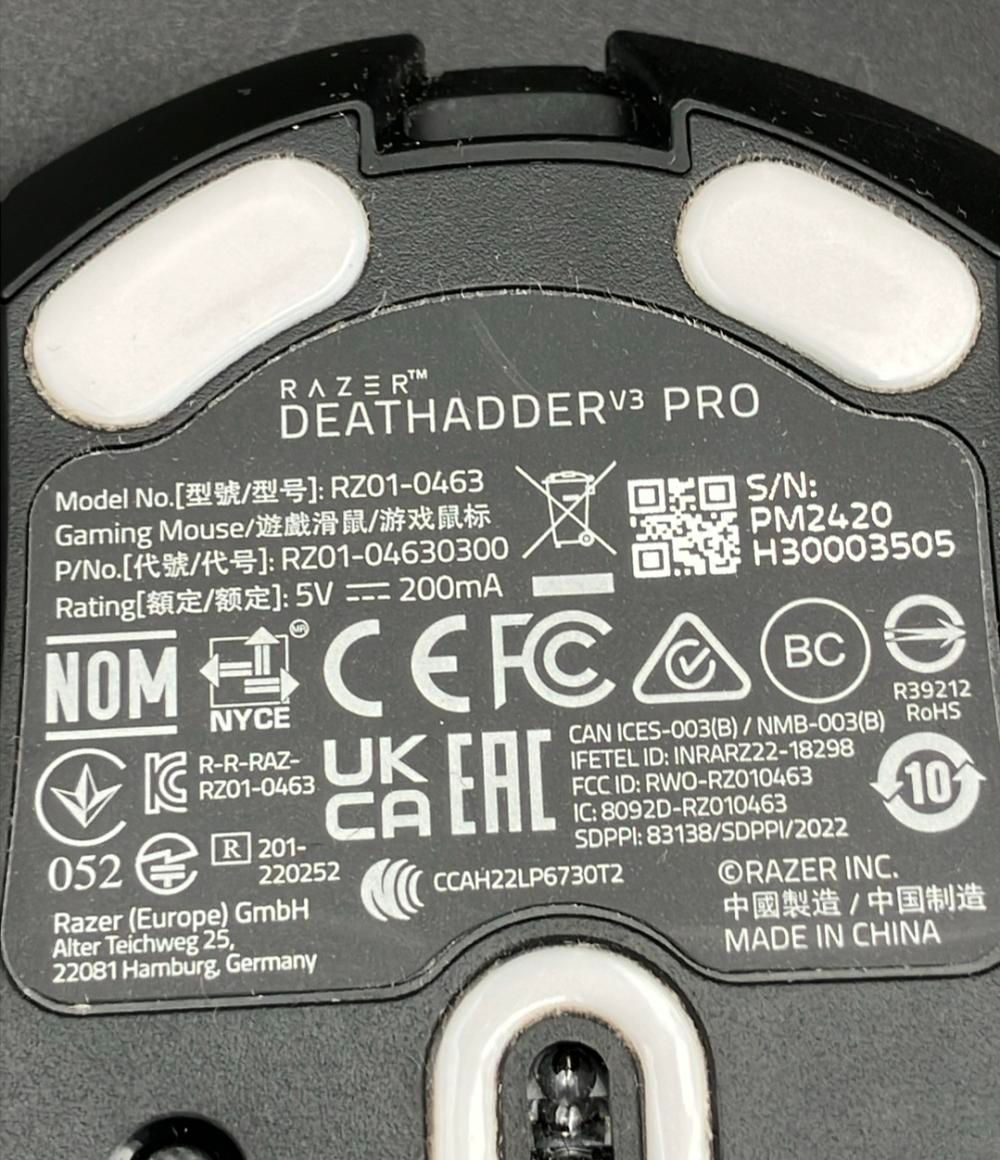 RAZER™
DEATHADDER V3 PRO
Model No.[型號/型号]: RZ01-0463
Gaming Mouse/遊戲滑鼠/游戏鼠标
P/No.[代號/代号]: RZ01-04630300
Rating[額定/额定]: 5V ⎓ 200mA
S/N:
PM2420
H30003505
NOM
NYCE
MR
CE FC
BC
R39212
RoHS
R-R-RAZ-
RZ01-0463
UK
CA
EAC
CAN ICES-003(B) / NMB-003(B)
IFETEL ID: INRARZ22-18298
FCC ID: RWO-RZ010463
IC: 8092D-RZ010463
SDPPI: 83138/SDPPI/2022
10
052
R 201-
220252
CCAH22LP6730T2
Razer (Europe) GmbH
Alter Teichweg 25,
22081 Hamburg, Germany
©RAZER INC.
中國製造 / 中国制造
MADE IN CHINA